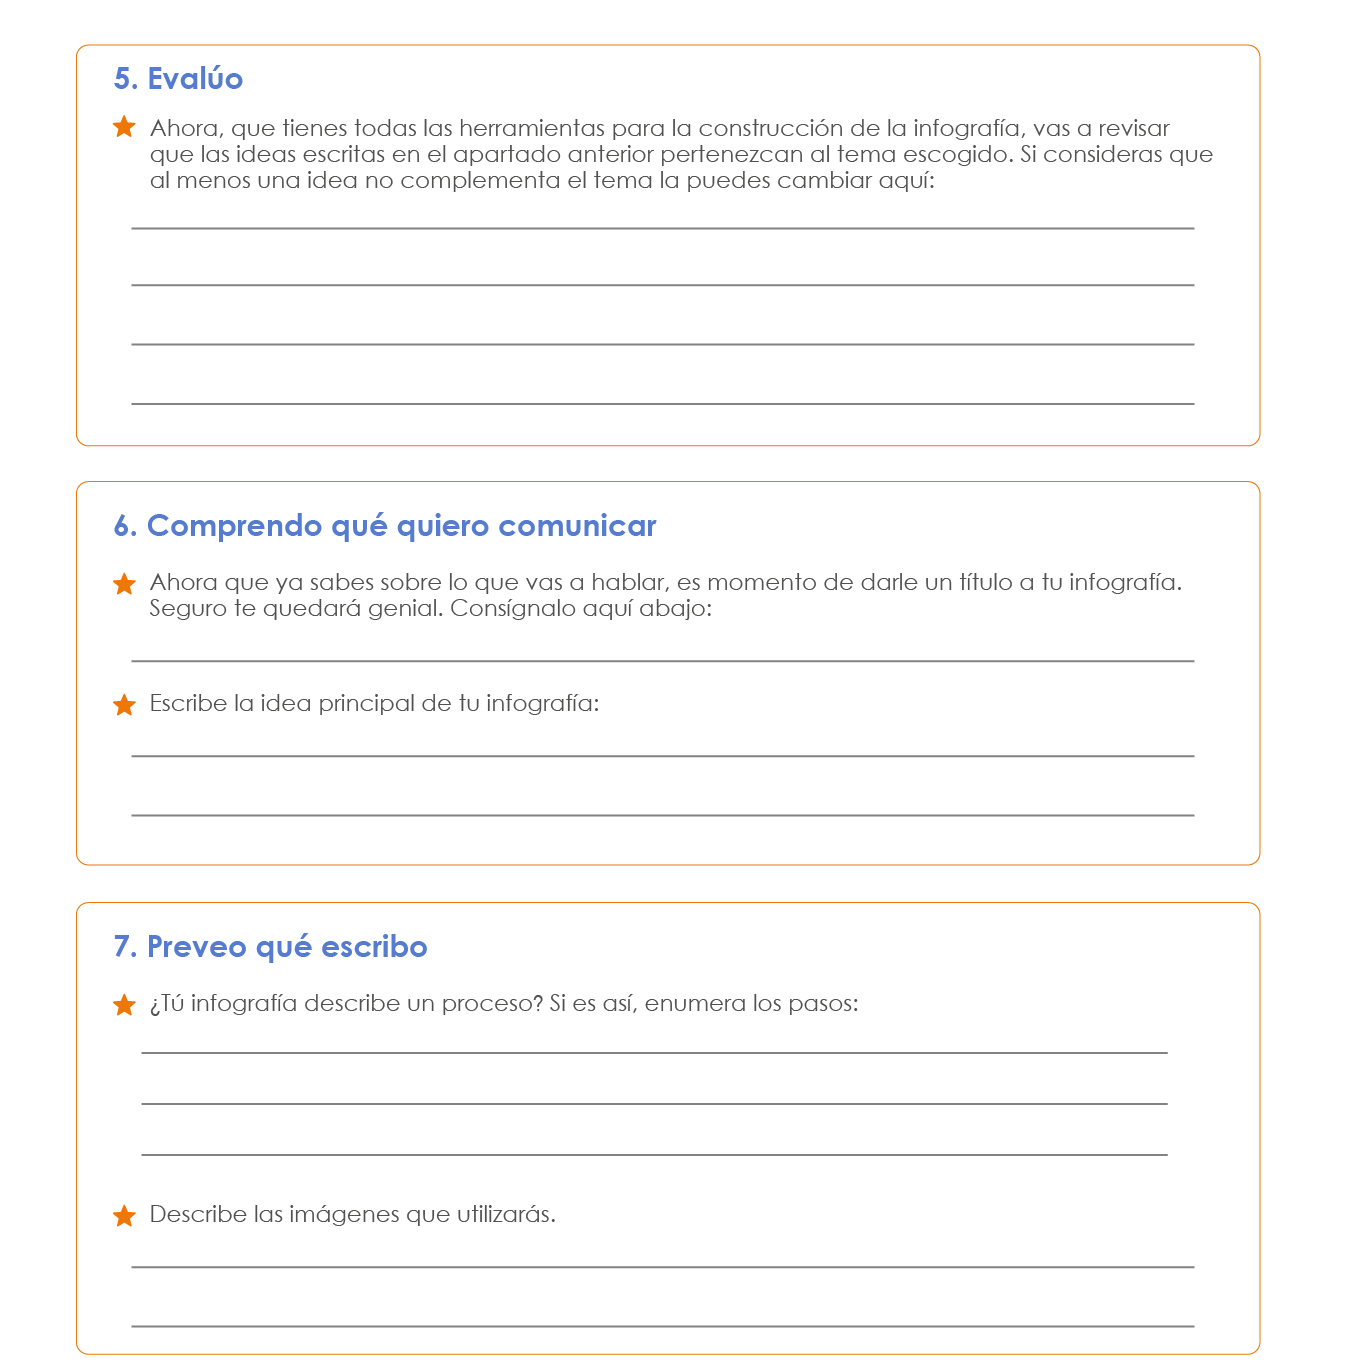 5. Evalúo
Ahora, que tienes todas las herramientas para la construcción de la infografía, vas a revisar
que las ideas escritas en el apartado anterior pertenezcan al tema escogido. Si consideras que
al menos una idea no complementa el tema la puedes cambiar aquí:
6. Comprendo qué quiero comunicar
Ahora que ya sabes sobre lo que vas a hablar, es momento de darle un título a tu infografía.
Seguro te quedará genial. Consígnalo aquí abajo:
Escribe la idea principal de tu infografía:
7. Preveo qué escribo
¿Tú infografía describe un proceso? Si es así, enumera los pasos:
Describe las imágenes que utilizarás.